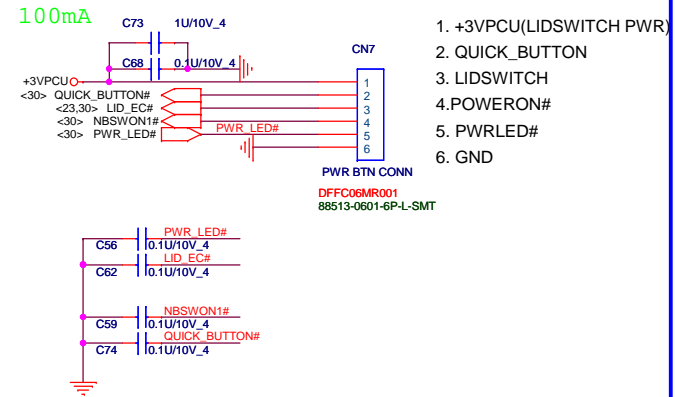 100mA
C73 1U/10V_4
C68 0.1U/10V_4
CN7
+3VPCU
<30> QUICK_BUTTON#
<23,30> LID_EC#
<30> NBSWON1#
<30> PWR_LED#
PWR_LED#
1
2
3
4
5
6
PWR BTN CONN
DFFC06MR001
88513-0601-6P-L-SMT
1. +3VPCU(LIDSWITCH PWR)
2. QUICK_BUTTON
3. LIDSWITCH
4.POWERON#
5. PWRLED#
6. GND
PWR_LED#
C56 0.1U/10V_4
LID_EC#
C62 0.1U/10V_4
NBSWON1#
C59 0.1U/10V_4
QUICK_BUTTON#
C74 0.1U/10V_4